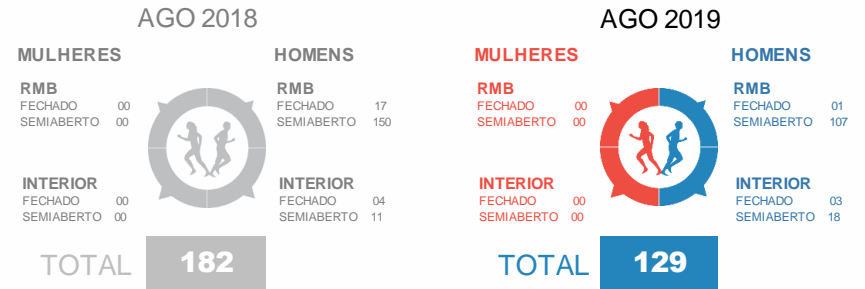 AGO 2018
MULHERES
RMB
FECHADO 00
SEMIABERTO 00
INTERIOR
FECHADO 00
SEMIABERTO 00
HOMENS
RMB
FECHADO 17
SEMIABERTO 150
INTERIOR
FECHADO 04
SEMIABERTO 11
TOTAL 182
AGO 2019
MULHERES
RMB
FECHADO 00
SEMIABERTO 00
INTERIOR
FECHADO 00
SEMIABERTO 00
HOMENS
RMB
FECHADO 01
SEMIABERTO 107
INTERIOR
FECHADO 03
SEMIABERTO 18
TOTAL 129